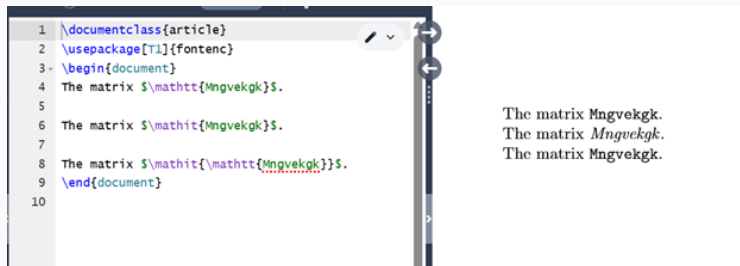 1 \documentclass{article}
2 \usepackage[T1]{fontenc}
3 \begin{document}
4 The matrix $\mathtt{Mngvekgk}$.
5
6 The matrix $\mathit{Mngvekgk}$.
7
8 The matrix $\mathit{\mathtt{Mngvekgk}}$.
9 \end{document}
10
The matrix Mngvekgk.
The matrix Mngvekgk.
The matrix Mngvekgk.